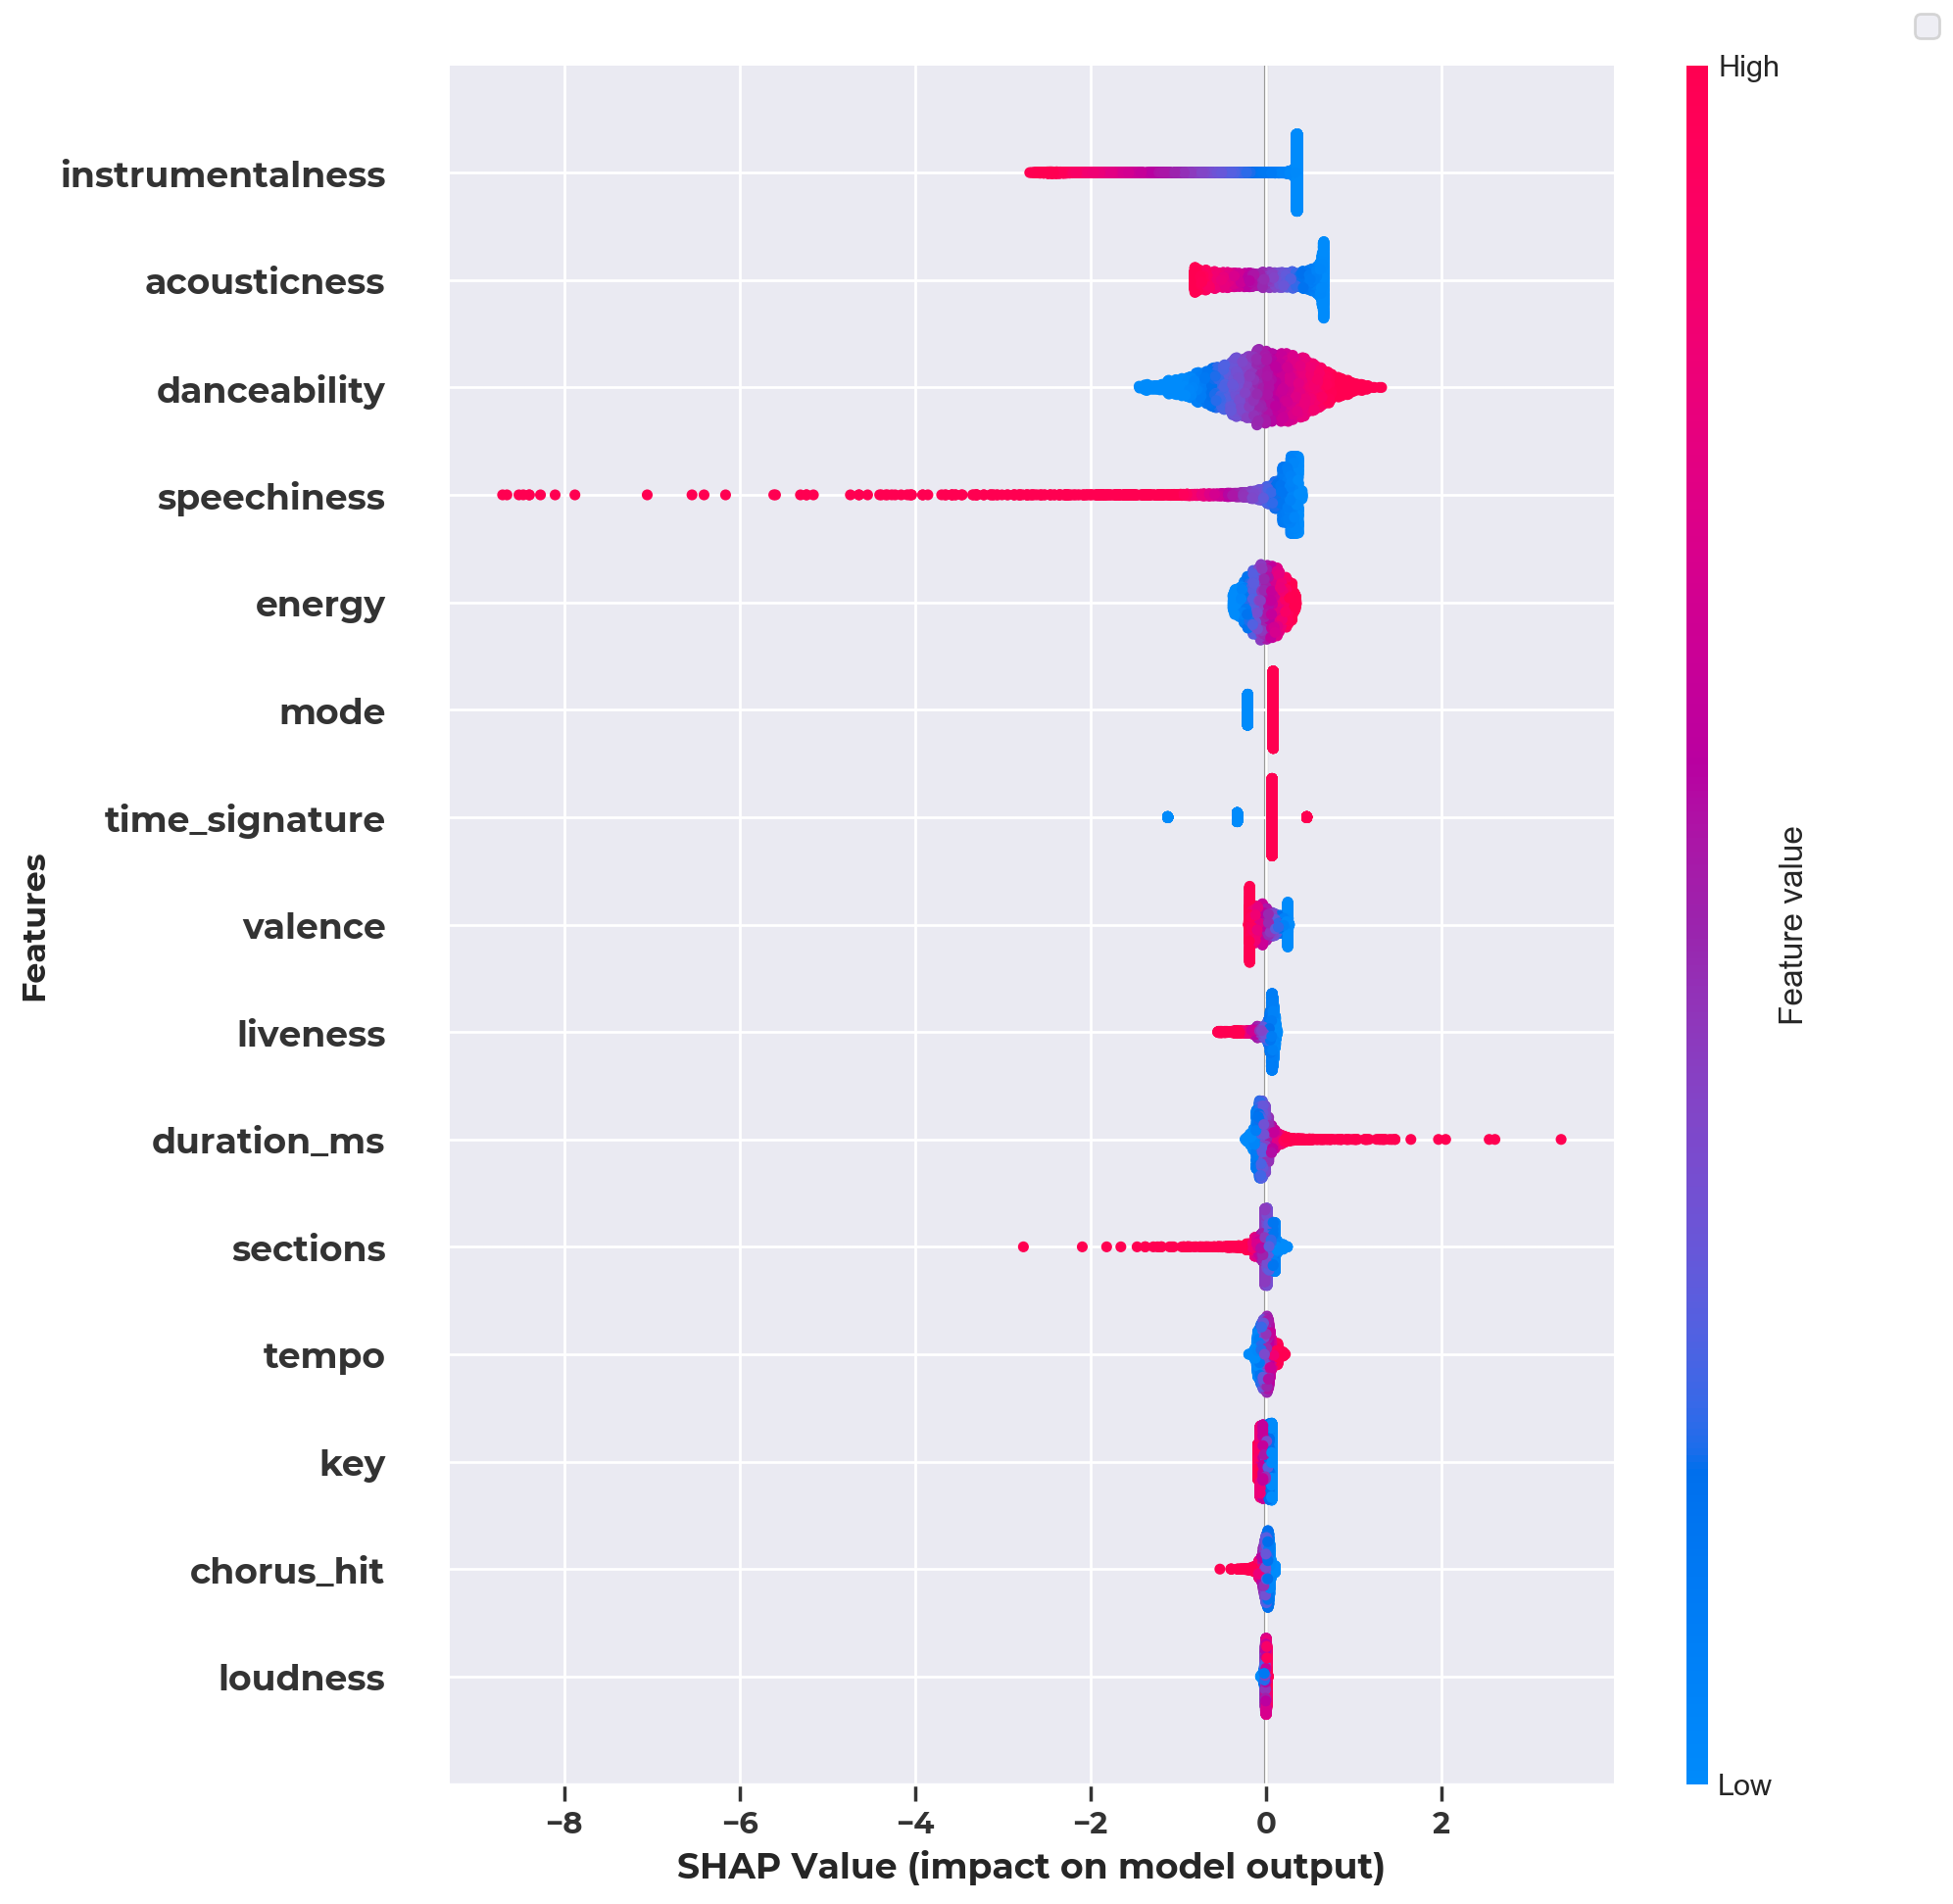 High
instrumentalness
acousticness
danceability
speechiness
energy
mode
time_signature
valence
liveness
duration_ms
sections
tempo
key
chorus_hit
loudness
Features
Feature value
Low
−8 −6 −4 −2 0 2
SHAP Value (impact on model output)